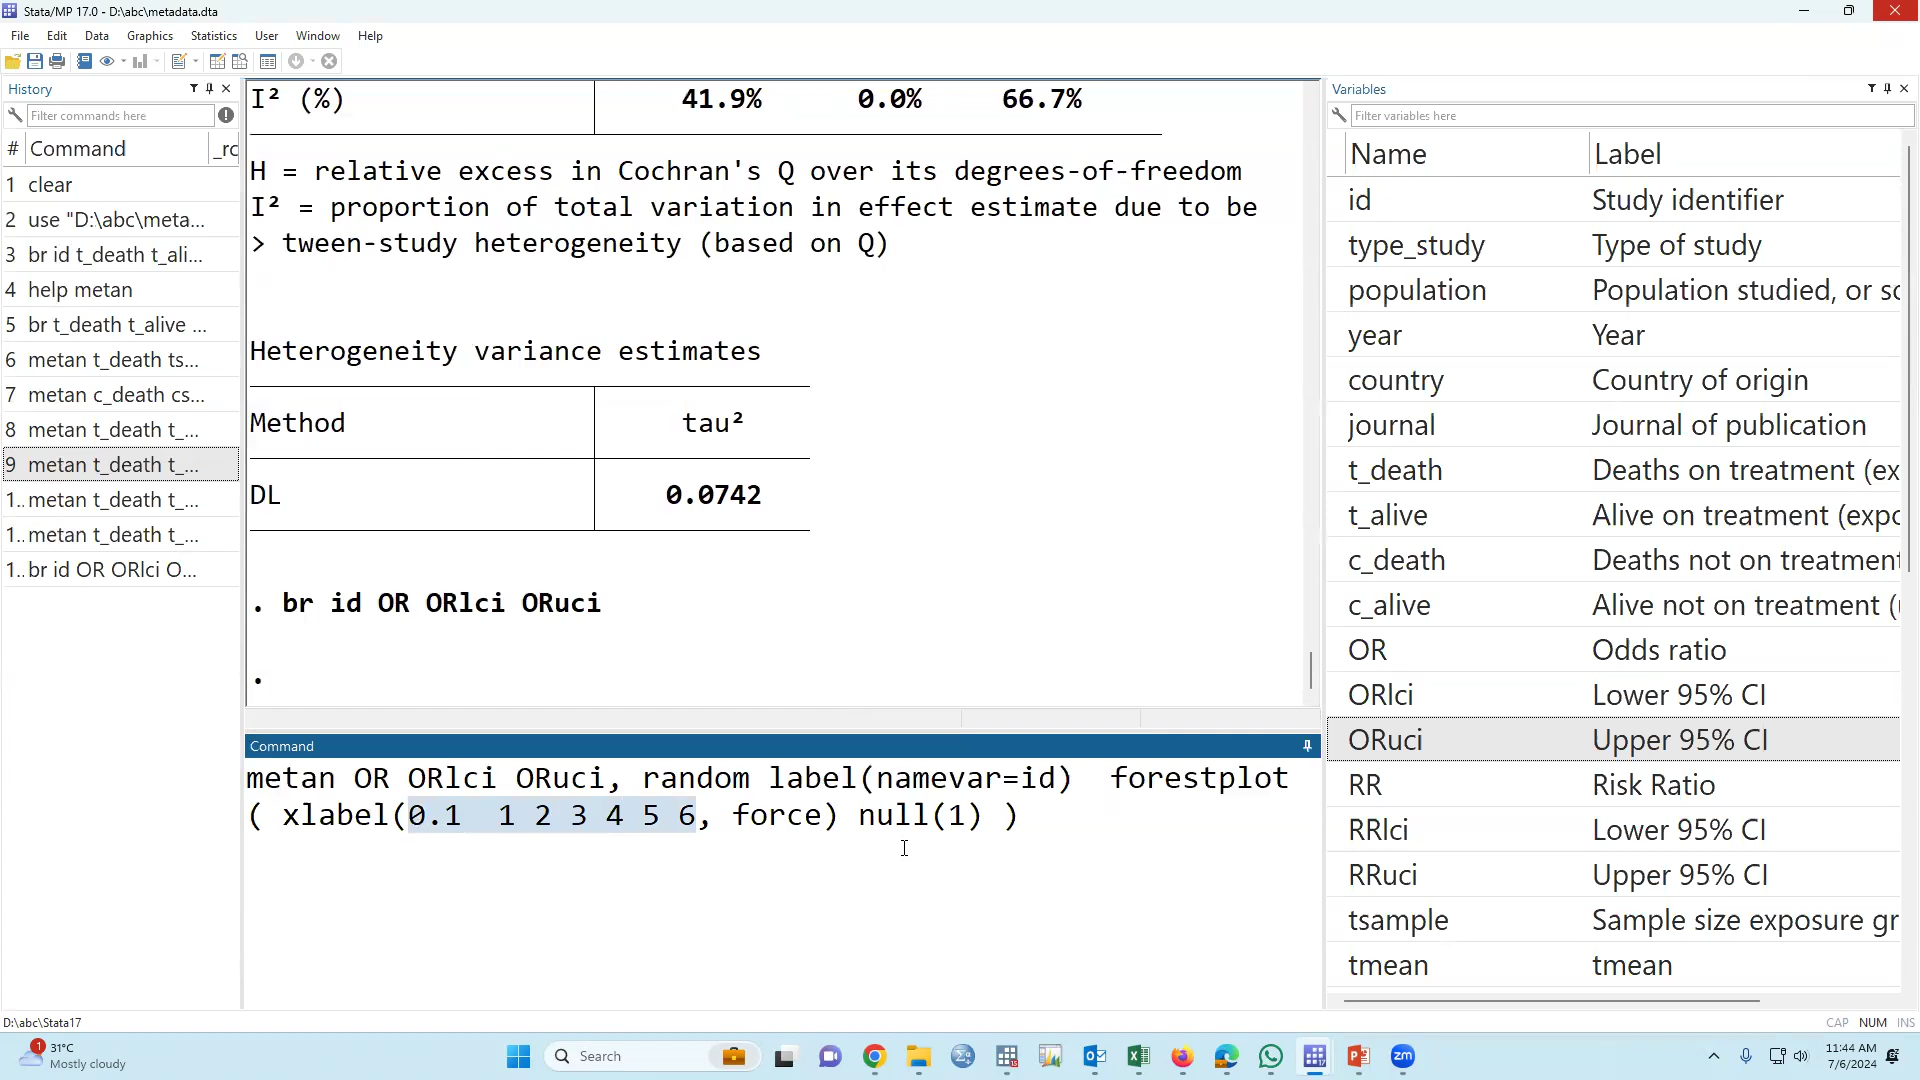 Stata/MP 17.0 - D:\abc\metadata.dta
File Edit Data Graphics Statistics User Window Help
History
Filter commands here
# Command _rc
1 clear
2 use "D:\abc\meta...
3 br id t_death t_ali...
4 help metan
5 br t_death t_alive ...
6 metan t_death ts...
7 metan c_death cs...
8 metan t_death t_...
9 metan t_death t_...
1.. metan t_death t_...
1.. metan t_death t_...
1.. br id OR ORlci O...
I² (%) 41.9% 0.0% 66.7%
H = relative excess in Cochran's Q over its degrees-of-freedom
I² = proportion of total variation in effect estimate due to be
> tween-study heterogeneity (based on Q)
Heterogeneity variance estimates
Method tau²
DL 0.0742
. br id OR ORlci ORuci
.
Command
metan OR ORlci ORuci, random label(namevar=id)  forestplot
( xlabel(0.1  1 2 3 4 5 6, force) null(1) )
Variables
Filter variables here
Name Label
id Study identifier
type_study Type of study
population Population studied, or sc
year Year
country Country of origin
journal Journal of publication
t_death Deaths on treatment (ex
t_alive Alive on treatment (expo
c_death Deaths not on treatment
c_alive Alive not on treatment (
OR Odds ratio
ORlci Lower 95% CI
ORuci Upper 95% CI
RR Risk Ratio
RRlci Lower 95% CI
RRuci Upper 95% CI
tsample Sample size exposure gr
tmean tmean
D:\abc\Stata17
CAP NUM INS
1
31°C
Mostly cloudy
Search
zm
11:44 AM
7/6/2024